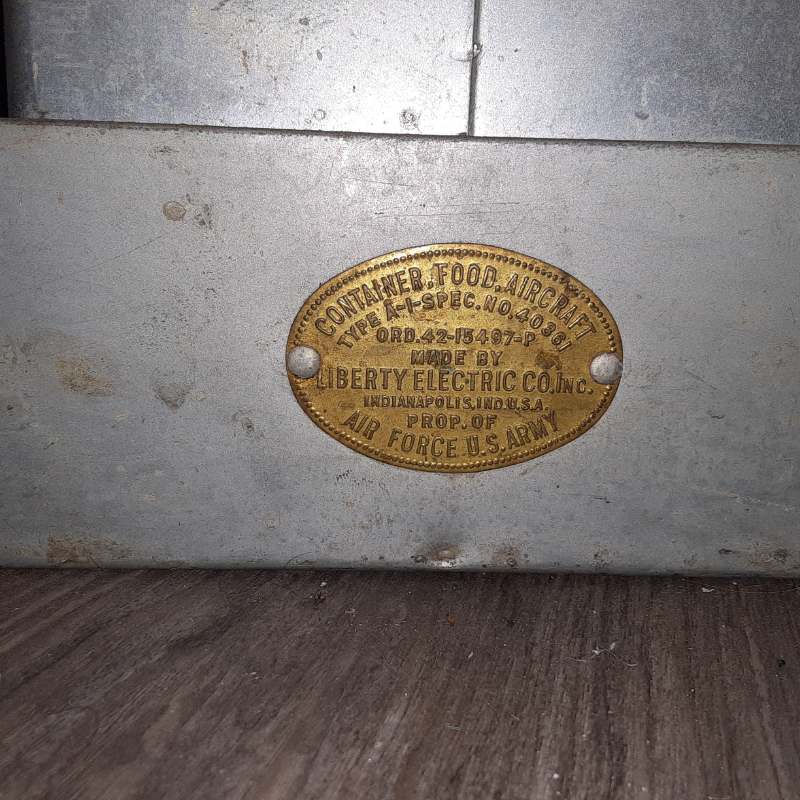 CONTAINER, FOOD, AIRCRAFT
TYPE A-1-SPEC. NO. 40361
ORD. 42-15497-P
MADE BY
LIBERTY ELECTRIC CO. INC.
INDIANAPOLIS, IND. U.S.A.
PROP. OF
AIR FORCE U.S. ARMY